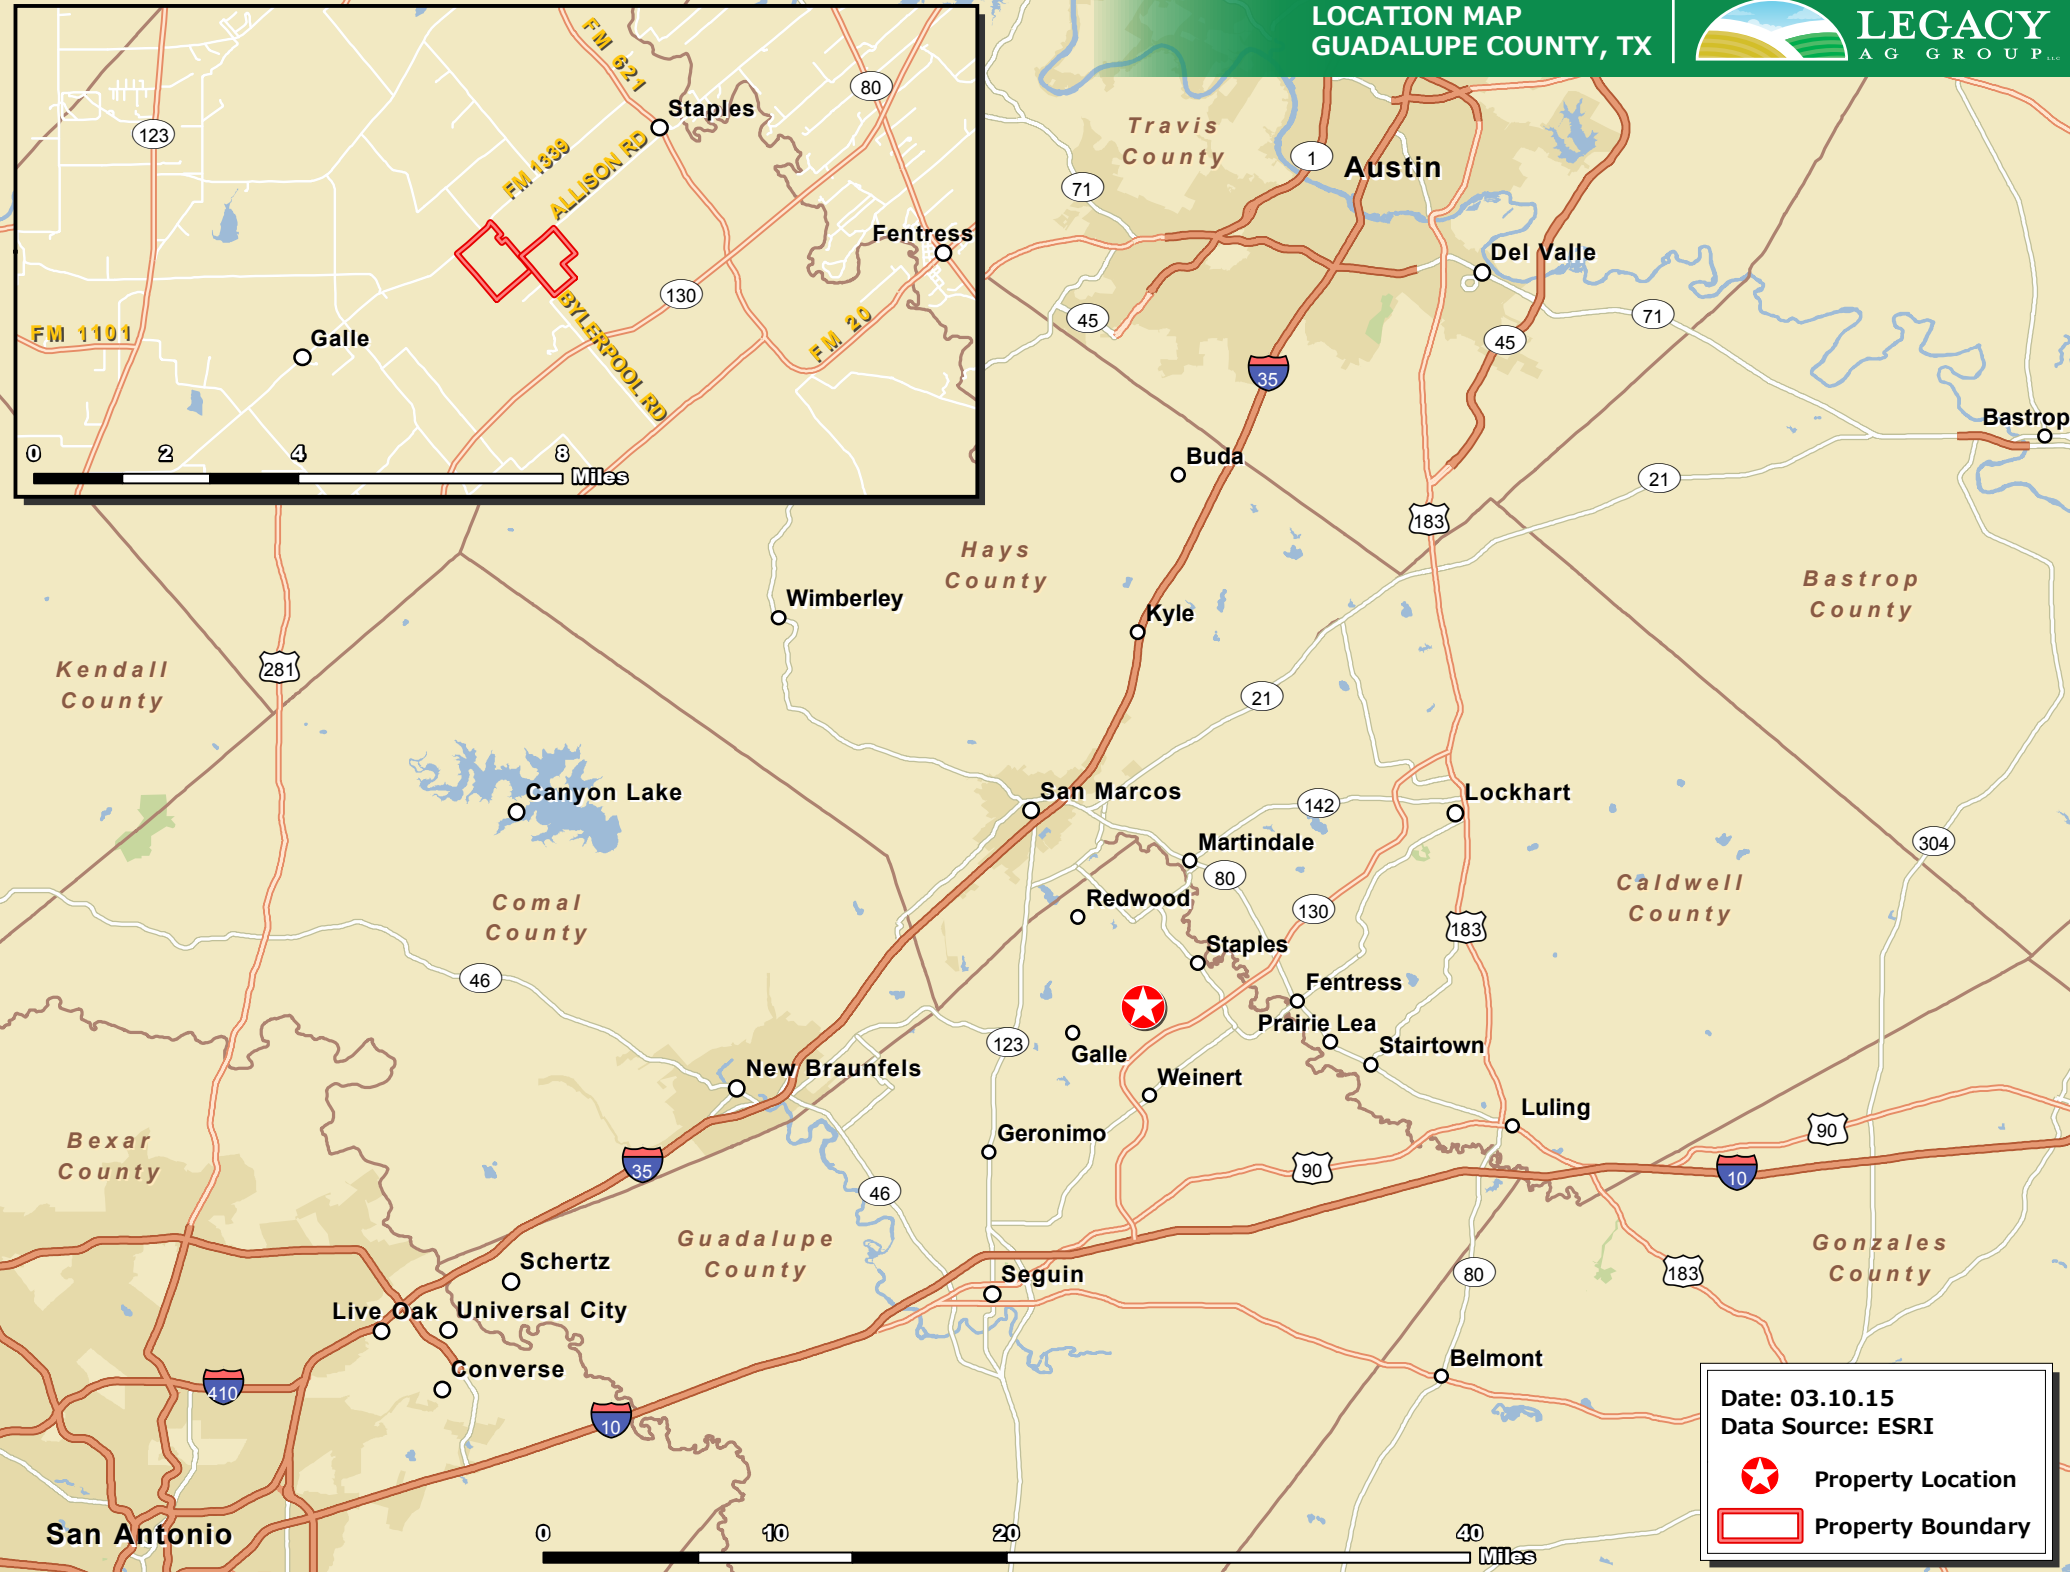 LOCATION MAP
GUADALUPE COUNTY, TX
LEGACY
AG GROUP LLC
FM 621
80
Staples
123
FM 1339
ALLISON RD
Fentress
130
BYLERPOOL RD
FM 20
FM 1101
Galle
0 2 4 8
Miles
Travis
County
1
Austin
71
Del Valle
45
71
45
35
Bastrop
Buda
21
183
Hays
County
Bastrop
County
Wimberley
Kyle
Kendall
County
281
21
Canyon Lake
San Marcos
142
Lockhart
Martindale
304
80
Redwood
Caldwell
County
Comal
County
130
183
Staples
46
Fentress
Prairie Lea
123
Galle
Stairtown
New Braunfels
Weinert
Luling
90
Geronimo
Bexar
County
35
90
10
46
Guadalupe
County
Gonzales
County
Schertz
Seguin
80
183
Live Oak
Universal City
Converse
Belmont
410
10
San Antonio
0 10 20 40
Miles
Date: 03.10.15
Data Source: ESRI
Property Location
Property Boundary